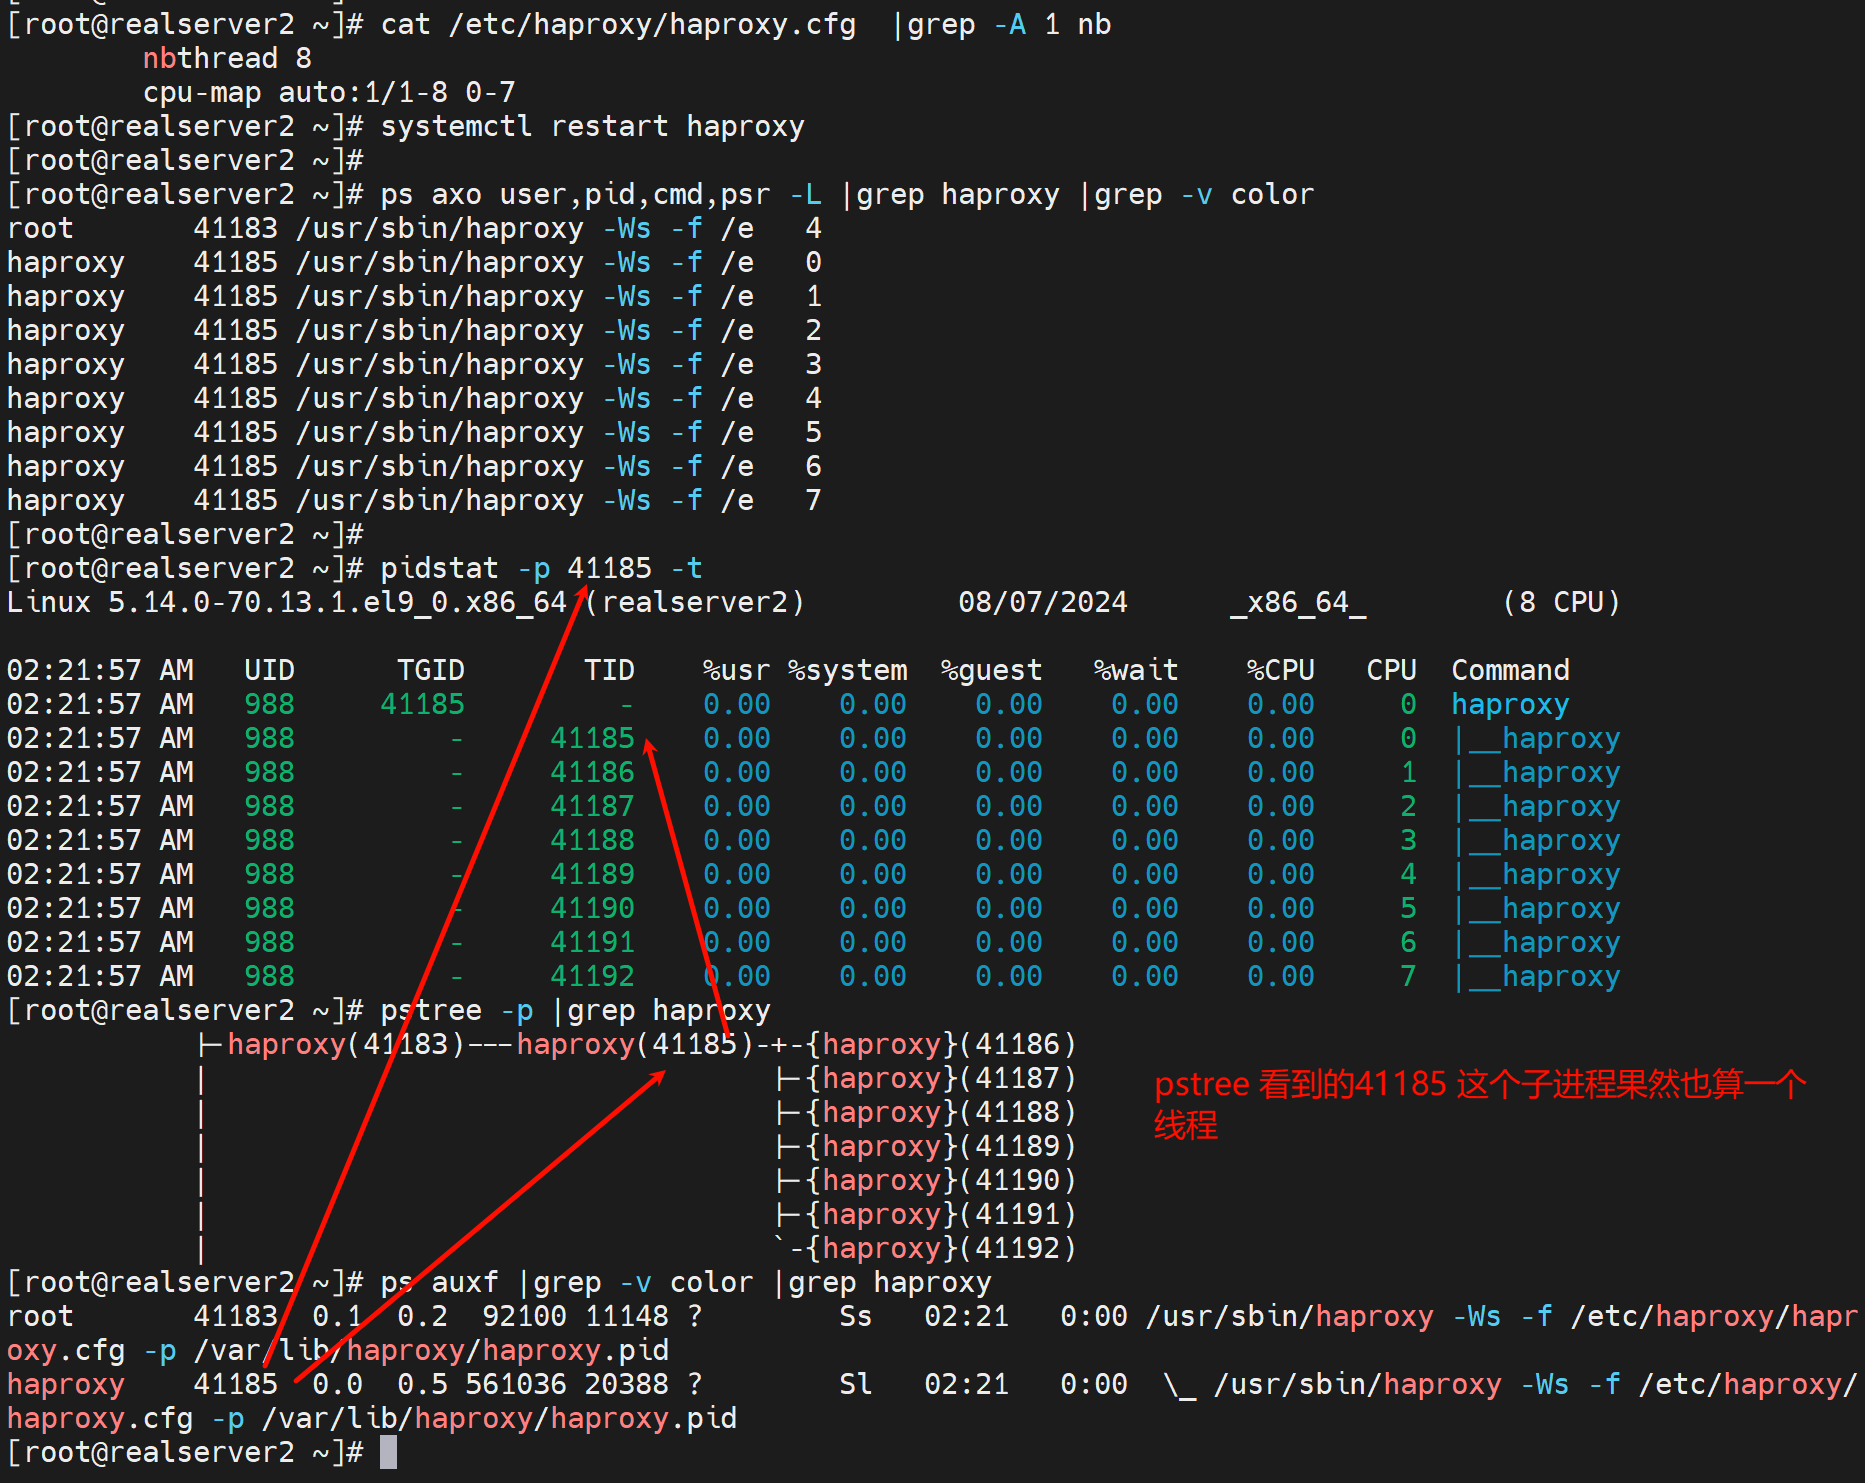 [root@realserver2 ~]# cat /etc/haproxy/haproxy.cfg  |grep -A 1 nb
        nbthread 8
        cpu-map auto:1/1-8 0-7
[root@realserver2 ~]# systemctl restart haproxy
[root@realserver2 ~]#
[root@realserver2 ~]# ps axo user,pid,cmd,psr -L |grep haproxy |grep -v color
root       41183 /usr/sbin/haproxy -Ws -f /e   4
haproxy    41185 /usr/sbin/haproxy -Ws -f /e   0
haproxy    41185 /usr/sbin/haproxy -Ws -f /e   1
haproxy    41185 /usr/sbin/haproxy -Ws -f /e   2
haproxy    41185 /usr/sbin/haproxy -Ws -f /e   3
haproxy    41185 /usr/sbin/haproxy -Ws -f /e   4
haproxy    41185 /usr/sbin/haproxy -Ws -f /e   5
haproxy    41185 /usr/sbin/haproxy -Ws -f /e   6
haproxy    41185 /usr/sbin/haproxy -Ws -f /e   7
[root@realserver2 ~]#
[root@realserver2 ~]# pidstat -p 41185 -t
Linux 5.14.0-70.13.1.el9_0.x86_64 (realserver2)         08/07/2024      _x86_64_        (8 CPU)
02:21:57 AM   UID      TGID       TID    %usr %system  %guest   %wait    %CPU   CPU  Command
02:21:57 AM   988     41185         -    0.00    0.00    0.00    0.00    0.00     0  haproxy
02:21:57 AM   988         -     41185    0.00    0.00    0.00    0.00    0.00     0  |__haproxy
02:21:57 AM   988         -     41186    0.00    0.00    0.00    0.00    0.00     1  |__haproxy
02:21:57 AM   988         -     41187    0.00    0.00    0.00    0.00    0.00     2  |__haproxy
02:21:57 AM   988         -     41188    0.00    0.00    0.00    0.00    0.00     3  |__haproxy
02:21:57 AM   988         -     41189    0.00    0.00    0.00    0.00    0.00     4  |__haproxy
02:21:57 AM   988         -     41190    0.00    0.00    0.00    0.00    0.00     5  |__haproxy
02:21:57 AM   988         -     41191    0.00    0.00    0.00    0.00    0.00     6  |__haproxy
02:21:57 AM   988         -     41192    0.00    0.00    0.00    0.00    0.00     7  |__haproxy
[root@realserver2 ~]# pstree -p |grep haproxy
           |-haproxy(41183)---haproxy(41185)-+-{haproxy}(41186)
           |                                 |-{haproxy}(41187)
           |                                 |-{haproxy}(41188)
           |                                 |-{haproxy}(41189)
           |                                 |-{haproxy}(41190)
           |                                 |-{haproxy}(41191)
           |                                 `-{haproxy}(41192)
pstree 看到的41185 这个子进程果然也算一个
线程
[root@realserver2 ~]# ps auxf |grep -v color |grep haproxy
root       41183  0.1  0.2  92100 11148 ?        Ss   02:21   0:00 /usr/sbin/haproxy -Ws -f /etc/haproxy/hapr
oxy.cfg -p /var/lib/haproxy/haproxy.pid
haproxy    41185  0.0  0.5 561036 20388 ?        Sl   02:21   0:00  \_ /usr/sbin/haproxy -Ws -f /etc/haproxy/
haproxy.cfg -p /var/lib/haproxy/haproxy.pid
[root@realserver2 ~]#